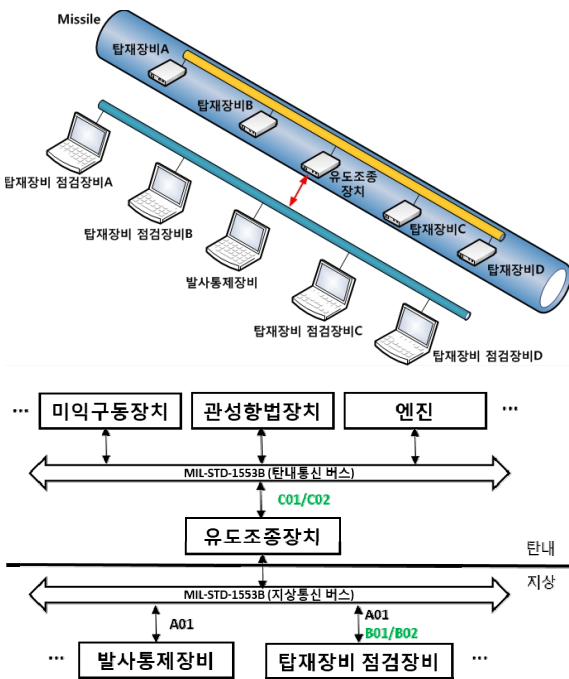 Missile
탑재장비A
탑재장비B
유도조종
장치
탑재장비C
탑재장비D
탑재장비 점검장비A
탑재장비 점검장비B
발사통제장비
탑재장비 점검장비C
탑재장비 점검장비D
... 미익구동장치 관성항법장치 엔진 ...
MIL-STD-1553B (탄내통신 버스)
C01/C02
유도조종장치
탄내
지상
MIL-STD-1553B (지상통신 버스)
A01
A01
B01/B02
... 발사통제장비 탑재장비 점검장비 ...